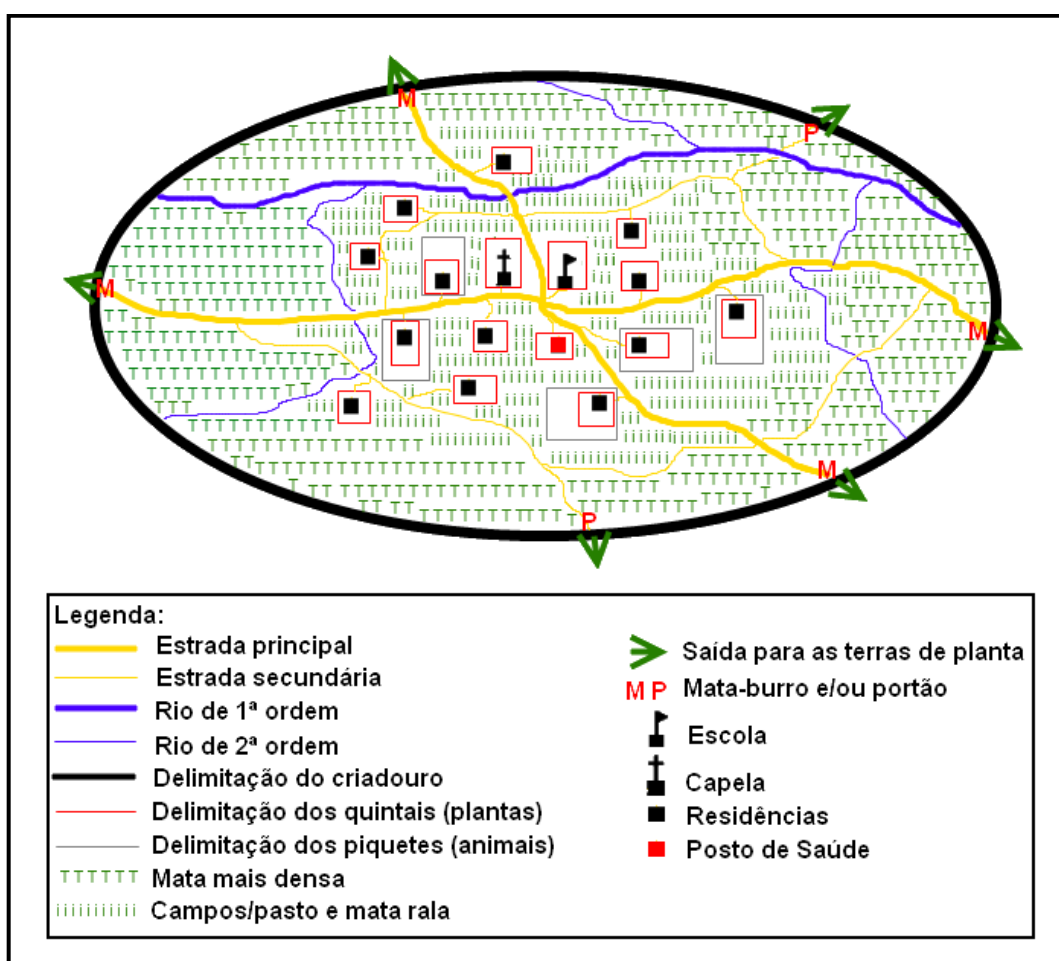 M
P
M
M
M
P
Legenda:
Estrada principal
Estrada secundária
Rio de 1ª ordem
Rio de 2ª ordem
Delimitação do criadouro
Delimitação dos quintais (plantas)
Delimitação dos piquetes (animais)
Mata mais densa
Campos/pasto e mata rala
Saída para as terras de planta
M P Mata-burro e/ou portão
Escola
Capela
Residências
Posto de Saúde